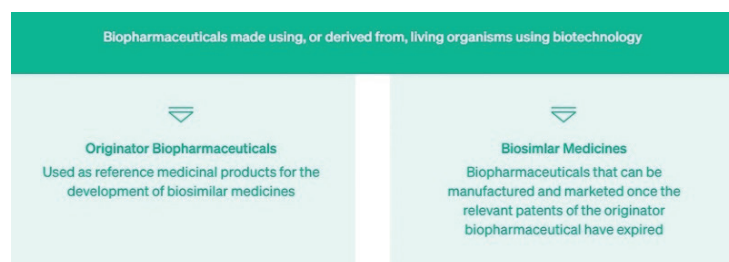 Biopharmaceuticals made using, or derived from, living organisms using biotechnology
Originator Biopharmaceuticals
Used as reference medicinal products for the
development of biosimilar medicines
Biosimlar Medicines
Biopharmaceuticals that can be
manufactured and marketed once the
relevant patents of the originator
biopharmaceutical have expired